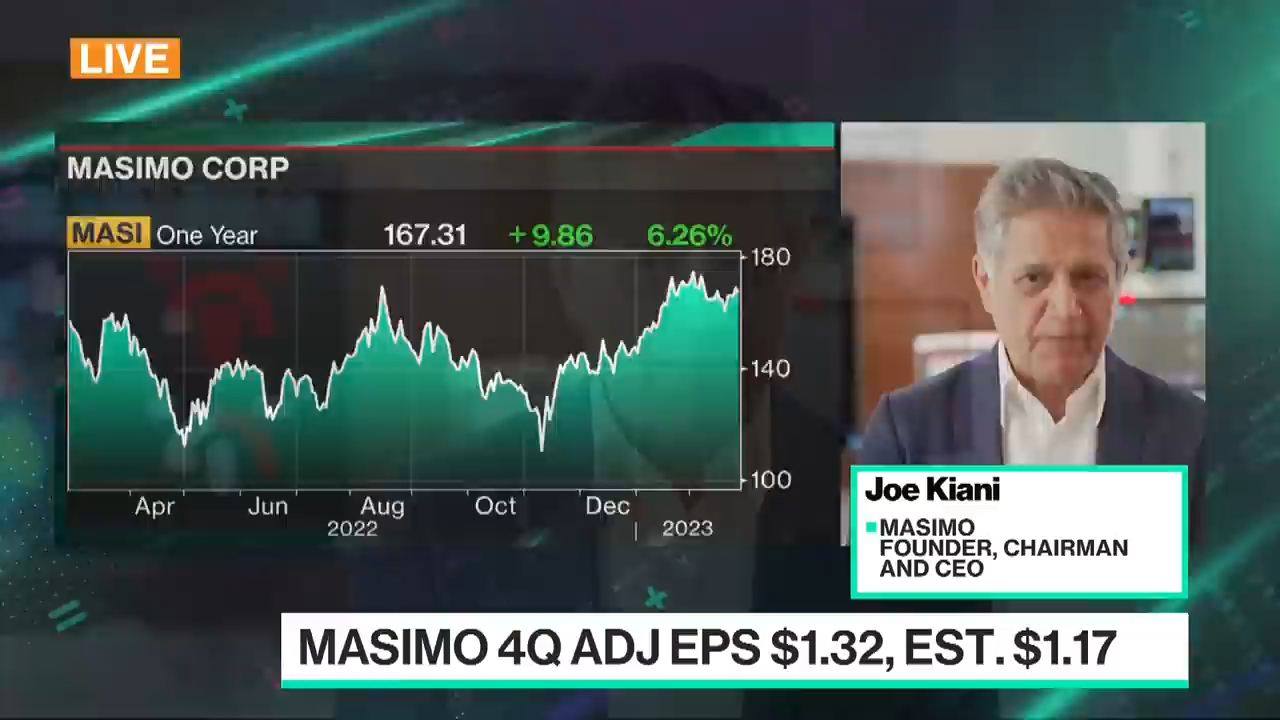 LIVE
MASIMO CORP
MASI One Year 167.31 +9.86 6.26%
180
140
100
Apr Jun Aug Oct Dec
2022 | 2023
Joe Kiani
MASIMO
FOUNDER, CHAIRMAN
AND CEO
MASIMO 4Q ADJ EPS $1.32, EST. $1.17